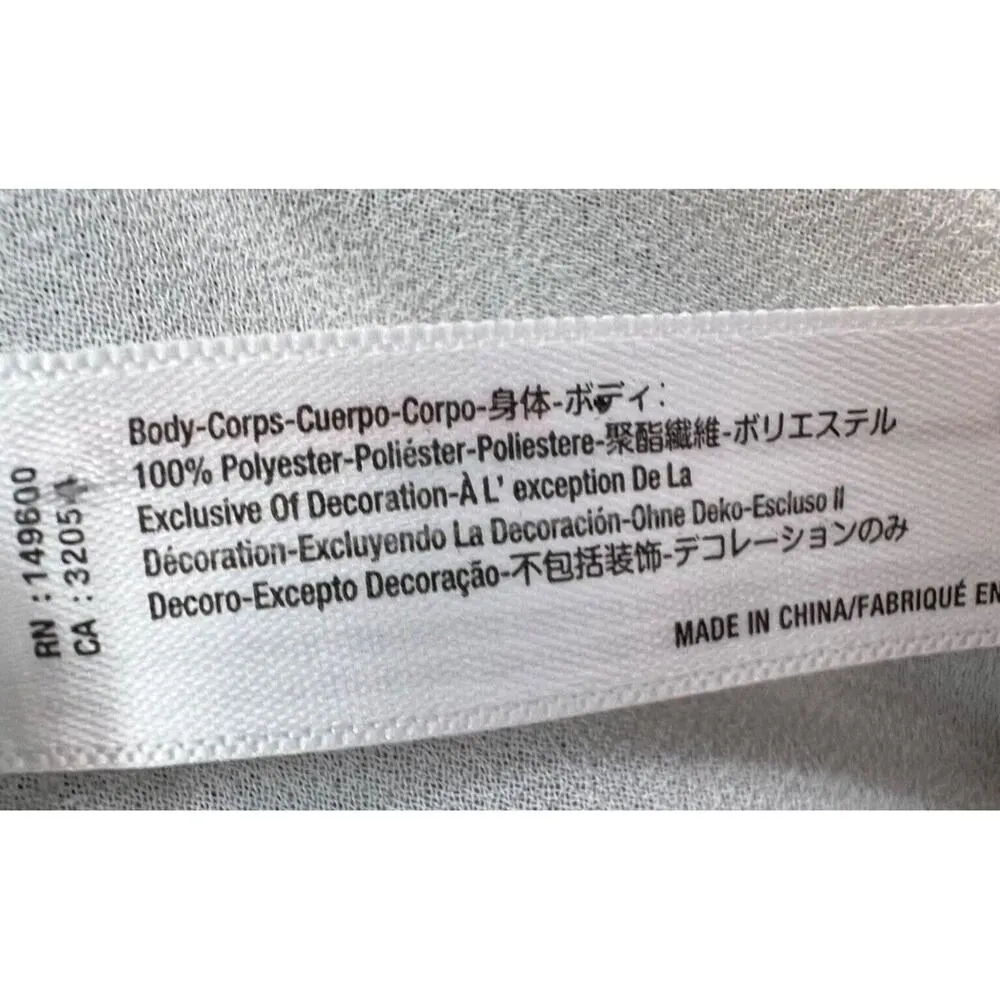 Body-Corps-Cuerpo-Corpo-身体-ボディ:
100% Polyester-Poliéster-Poliestere-聚酯纖維-ポリエステル
Exclusive Of Decoration-À L' exception De La
Décoration-Excluyendo La Decoración-Ohne Deko-Escluso Il
Decoro-Excepto Decoração-不包括装饰-デコレーションのみ
MADE IN CHINA/FABRIQUÉ EN
RN : 149600
CA :